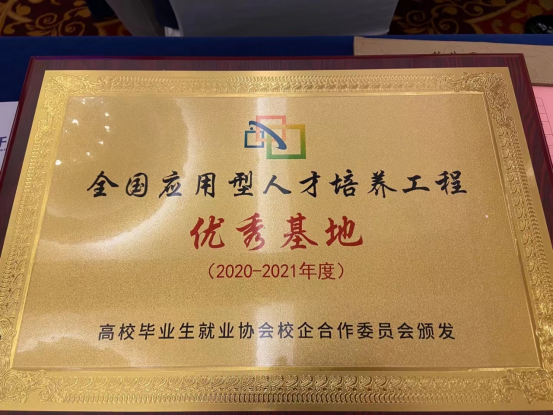 全国应用型人才培养工程
优秀基地
(2020-2021年度)
高校毕业生就业协会校企合作委员会颁发